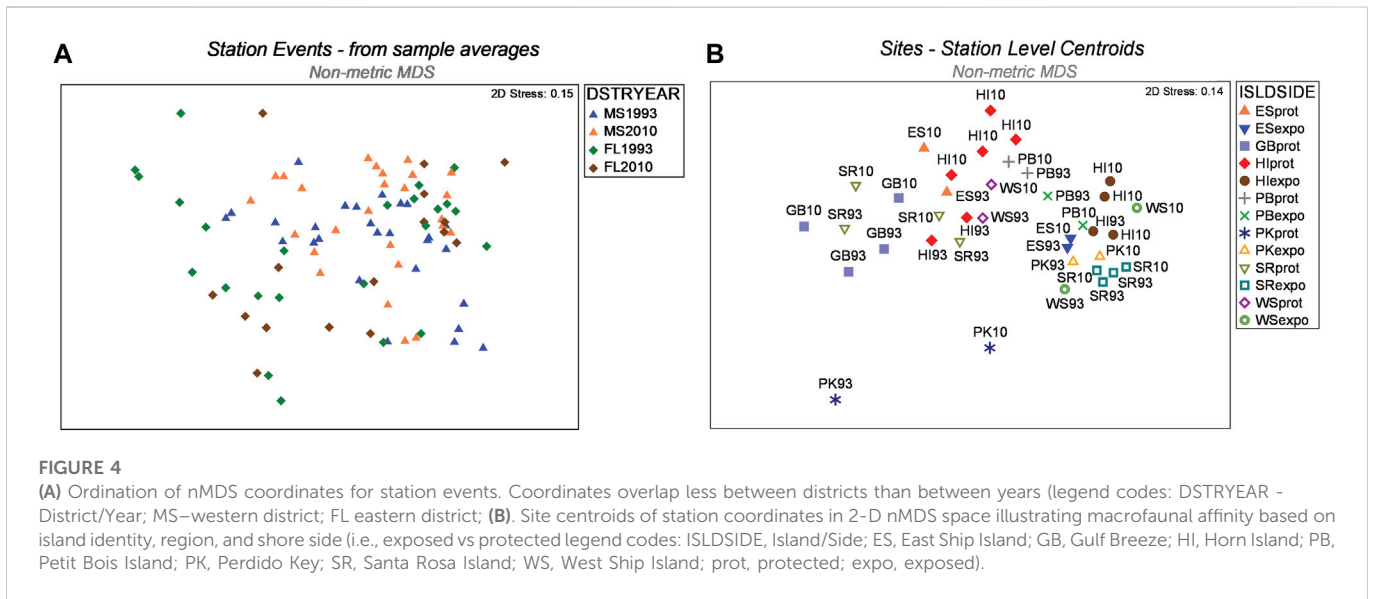 A
Station Events - from sample averages
Non-metric MDS
2D Stress: 0.15
DSTRYEAR
MS1993
MS2010
FL1993
FL2010
B
Sites - Station Level Centroids
Non-metric MDS
2D Stress: 0.14
HI10
ES10
HI10
HI10
HI10
PB10
PB93
HI10
SR10
GB10
ES93
WS10
PB93
HI10
WS10
GB10
SR93
SR10
WS93
PB10
HI93
ES10
HI10
GB93
HI93
HI93
SR93
ES93
PK10
GB93
PK93
SR10
SR10
WS93
SR93
SR93
PK10
PK93
ISLDSIDE
ESprot
ESexpo
GBprot
HIprot
HIexpo
PBprot
PBexpo
PKprot
PKexpo
SRprot
SRexpo
WSprot
WSexpo
FIGURE 4
(A) Ordination of nMDS coordinates for station events. Coordinates overlap less between districts than between years (legend codes: DSTRYEAR -
District/Year; MS–western district; FL eastern district; (B). Site centroids of station coordinates in 2-D nMDS space illustrating macrofaunal affinity based on
island identity, region, and shore side (i.e., exposed vs protected legend codes: ISLDSIDE, Island/Side; ES, East Ship Island; GB, Gulf Breeze; HI, Horn Island; PB,
Petit Bois Island; PK, Perdido Key; SR, Santa Rosa Island; WS, West Ship Island; prot, protected; expo, exposed).